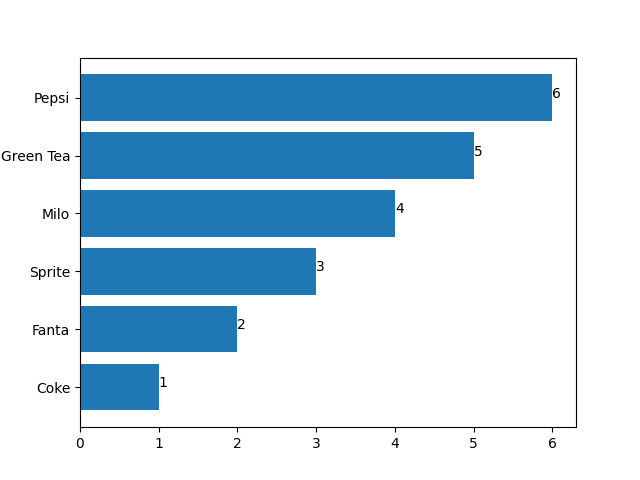 Pepsi 6
Green Tea 5
Milo 4
Sprite 3
Fanta 2
Coke 1
0 1 2 3 4 5 6